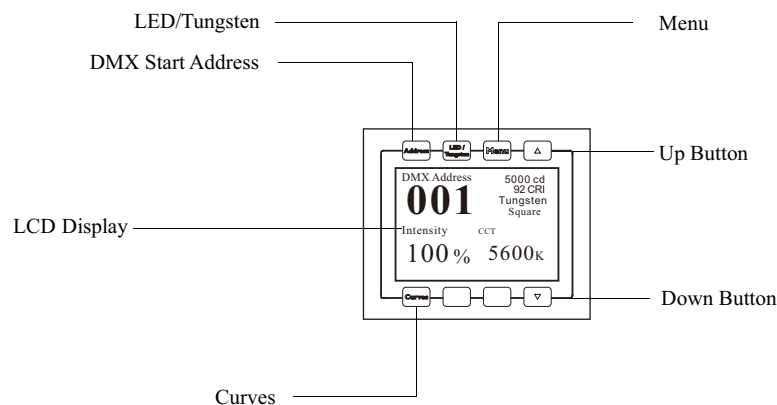 LED/Tungsten
Menu
DMX Start Address
Address
LED /
Tungsten
Menu
Up Button
DMX Address
001
5000 cd
92 CRI
Tungsten
Square
LCD Display
Intensity
CCT
100 %
5600K
Curves
Down Button
Curves